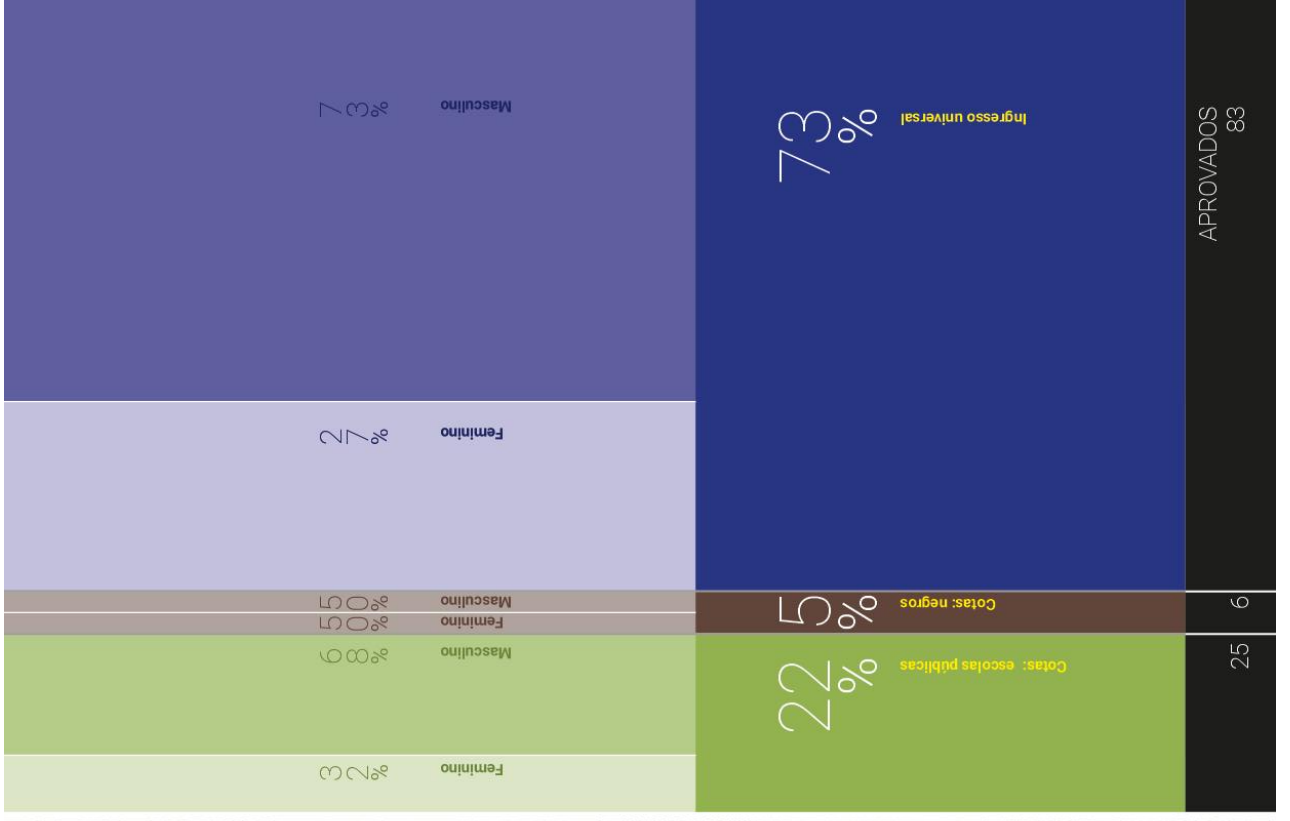 APROVADOS
83
Ingresso universal
73%
Masculino
73%
Feminino
27%
6
Cotas: negros
5%
Masculino
50%
Feminino
50%
25
Cotas: escolas públicas
22%
Masculino
68%
Feminino
32%